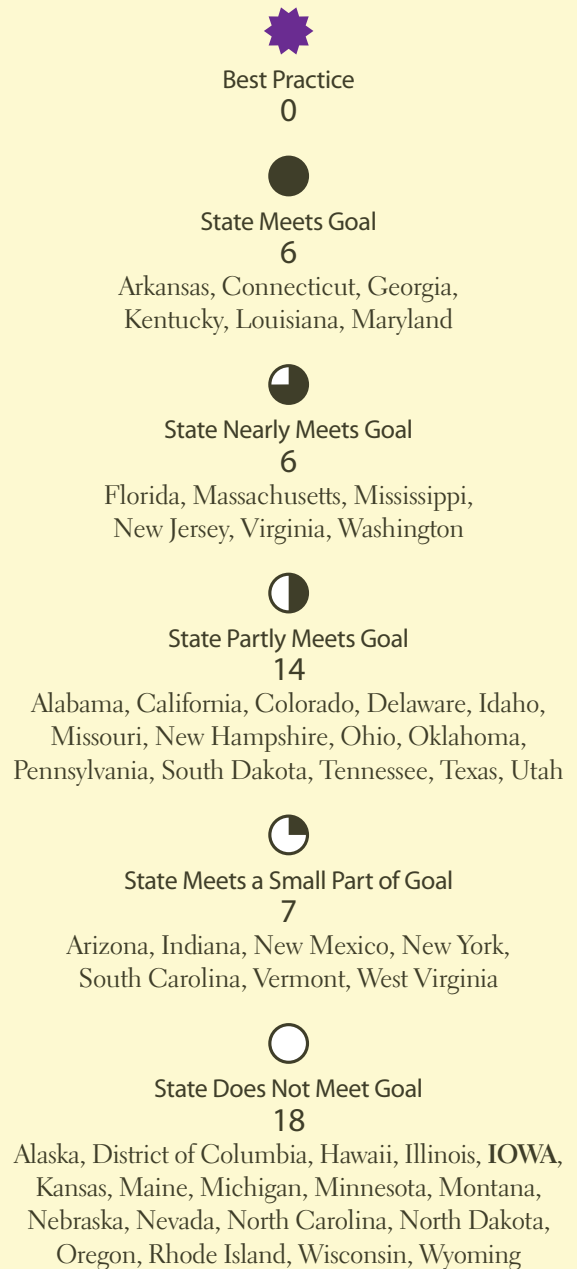 Best Practice
0
State Meets Goal
6
Arkansas, Connecticut, Georgia,
Kentucky, Louisiana, Maryland
State Nearly Meets Goal
6
Florida, Massachusetts, Mississippi,
New Jersey, Virginia, Washington
State Partly Meets Goal
14
Alabama, California, Colorado, Delaware, Idaho,
Missouri, New Hampshire, Ohio, Oklahoma,
Pennsylvania, South Dakota, Tennessee, Texas, Utah
State Meets a Small Part of Goal
7
Arizona, Indiana, New Mexico, New York,
South Carolina, Vermont, West Virginia
State Does Not Meet Goal
18
Alaska, District of Columbia, Hawaii, Illinois, IOWA,
Kansas, Maine, Michigan, Minnesota, Montana,
Nebraska, Nevada, North Carolina, North Dakota,
Oregon, Rhode Island, Wisconsin, Wyoming